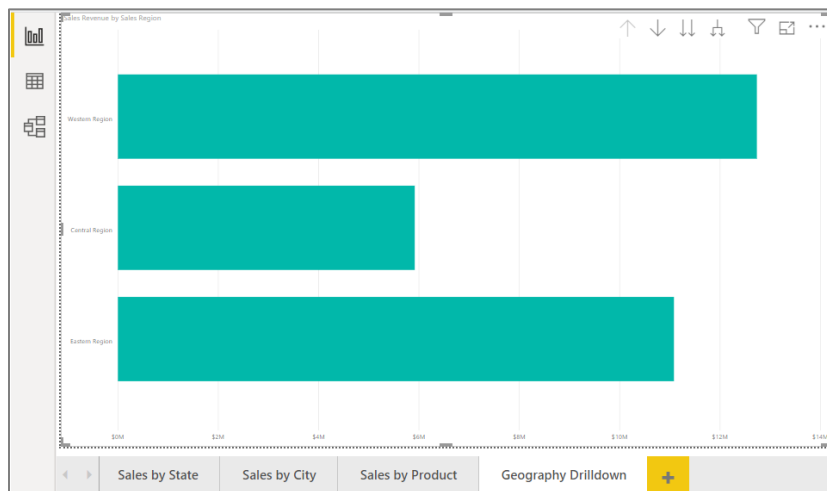 Sales Revenue by Sales Region
Western Region
Central Region
Eastern Region
$0M $2M $4M $6M $8M $10M $12M $14M
Sales by State Sales by City Sales by Product Geography Drilldown